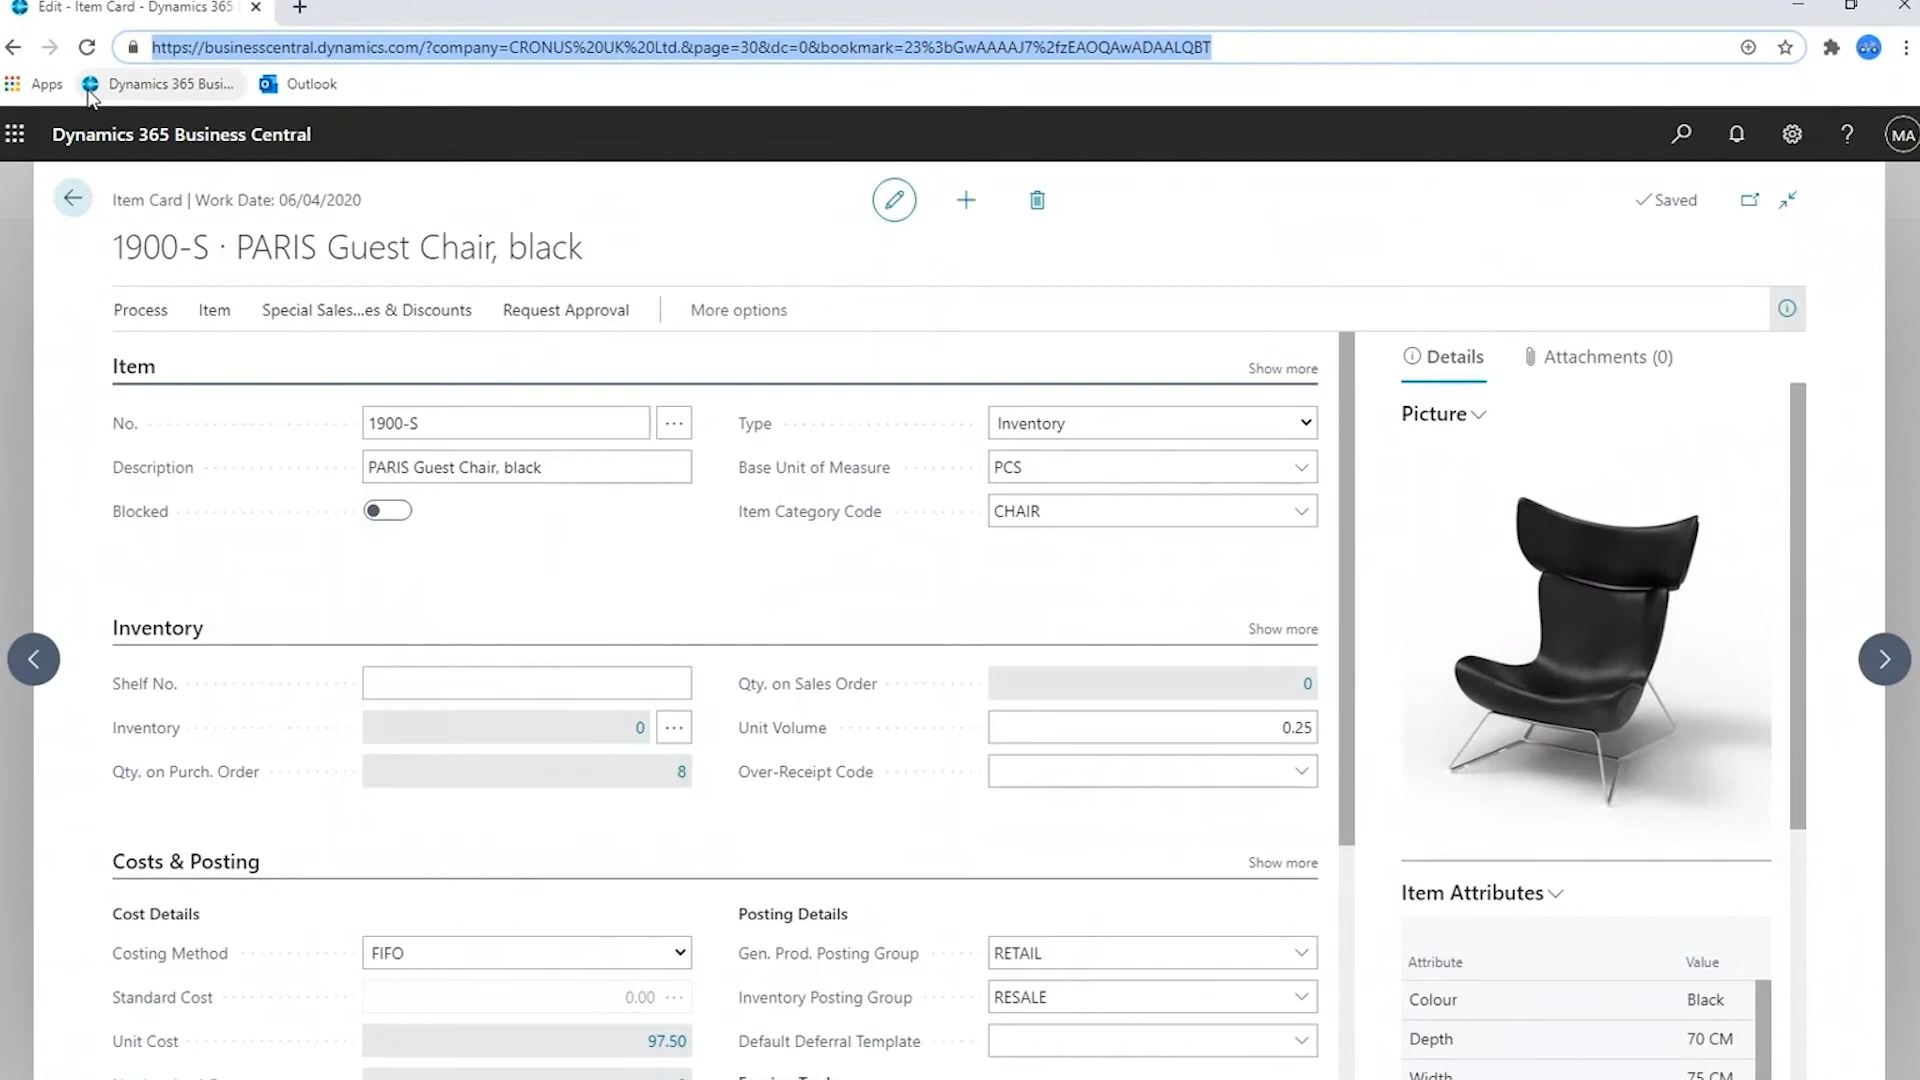 Edit - Item Card - Dynamics 365
https://businesscentral.dynamics.com/?company=CRONUS%20UK%20Ltd.&page=30&dc=0&bookmark=23%3bGwAAAAJ7%2fzEAOQAwADAALQBT
Apps Dynamics 365 Busi... Outlook
Dynamics 365 Business Central
MA
Item Card | Work Date: 06/04/2020
Saved
1900-S · PARIS Guest Chair, black
Process Item Special Sales...es & Discounts Request Approval More options
Item Show more
No. 1900-S
Description PARIS Guest Chair, black
Blocked
Type Inventory
Base Unit of Measure PCS
Item Category Code CHAIR
Inventory Show more
Shelf No.
Inventory 0
Qty. on Purch. Order 8
Qty. on Sales Order 0
Unit Volume 0.25
Over-Receipt Code
Costs & Posting Show more
Cost Details
Costing Method FIFO
Standard Cost 0.00
Unit Cost 97.50
Posting Details
Gen. Prod. Posting Group RETAIL
Inventory Posting Group RESALE
Default Deferral Template
Details Attachments (0)
Picture
Item Attributes
Attribute Value
Colour Black
Depth 70 CM
Width 75 CM